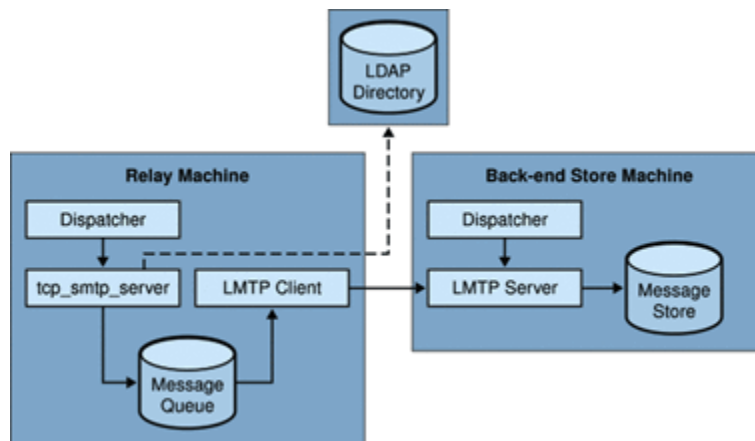 LDAP
Directory
Relay Machine
Dispatcher
tcp_smtp_server
LMTP Client
Message
Queue
Back-end Store Machine
Dispatcher
LMTP Server
Message
Store